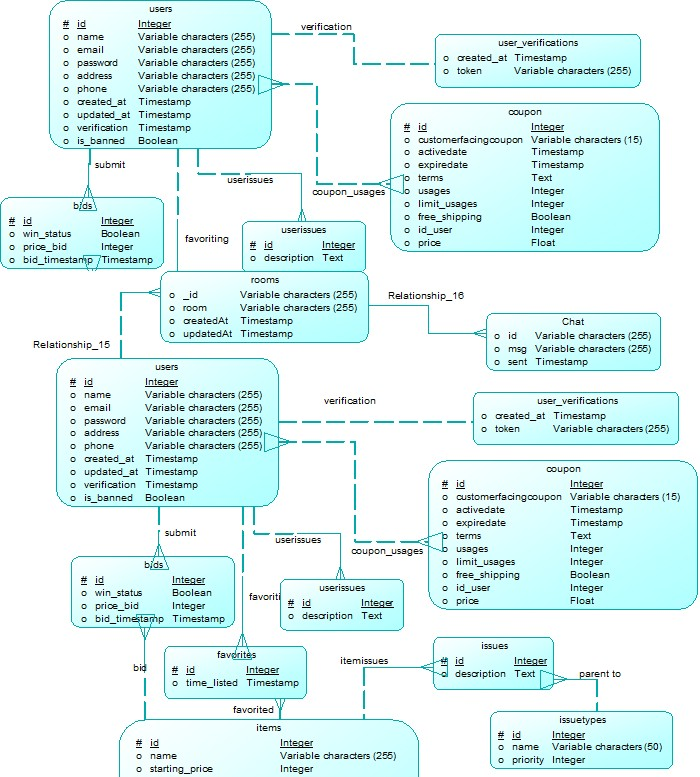 users
# id Integer
o name Variable characters (255)
o email Variable characters (255)
o password Variable characters (255)
o address Variable characters (255)
o phone Variable characters (255)
o created_at Timestamp
o updated_at Timestamp
o verification Timestamp
o is_banned Boolean
verification
user_verifications
o created_at Timestamp
o token Variable characters (255)
coupon
# id Integer
o customerfacingcoupon Variable characters (15)
o activedate Timestamp
o expiredate Timestamp
o terms Text
o usages Integer
o limit_usages Integer
o free_shipping Boolean
o id_user Integer
o price Float
submit
userissues
coupon_usages
bids
# id Integer
o win_status Boolean
o price_bid Integer
o bid_timestamp Timestamp
favoriting
userissues
# id Integer
o description Text
rooms
o _id Variable characters (255)
o room Variable characters (255)
o createdAt Timestamp
o updatedAt Timestamp
Relationship_16
Chat
o id Variable characters (255)
o msg Variable characters (255)
o sent Timestamp
Relationship_15
users
# id Integer
o name Variable characters (255)
o email Variable characters (255)
o password Variable characters (255)
o address Variable characters (255)
o phone Variable characters (255)
o created_at Timestamp
o updated_at Timestamp
o verification Timestamp
o is_banned Boolean
verification
user_verifications
o created_at Timestamp
o token Variable characters (255)
coupon
# id Integer
o customerfacingcoupon Variable characters (15)
o activedate Timestamp
o expiredate Timestamp
o terms Text
o usages Integer
o limit_usages Integer
o free_shipping Boolean
o id_user Integer
o price Float
submit
userissues
coupon_usages
bids
# id Integer
o win_status Boolean
o price_bid Integer
o bid_timestamp Timestamp
favoriti
userissues
# id Integer
o description Text
bid
favorites
# id Integer
o time_listed Timestamp
itemissues
issues
# id Integer
o description Text
parent to
favorited
issuetypes
# id Integer
o name Variable characters (50)
o priority Integer
items
# id Integer
o name Variable characters (255)
o starting_price Integer